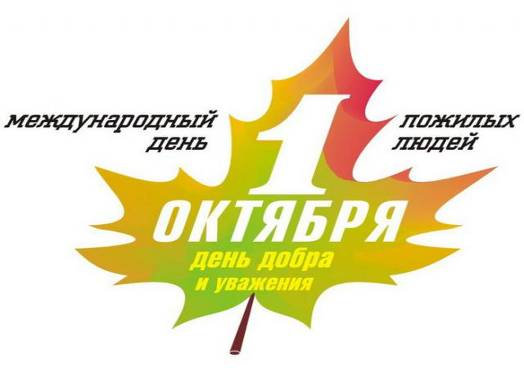 международный
день
пожилых
людей
1
ОКТЯБРЯ
день добра
и уважения